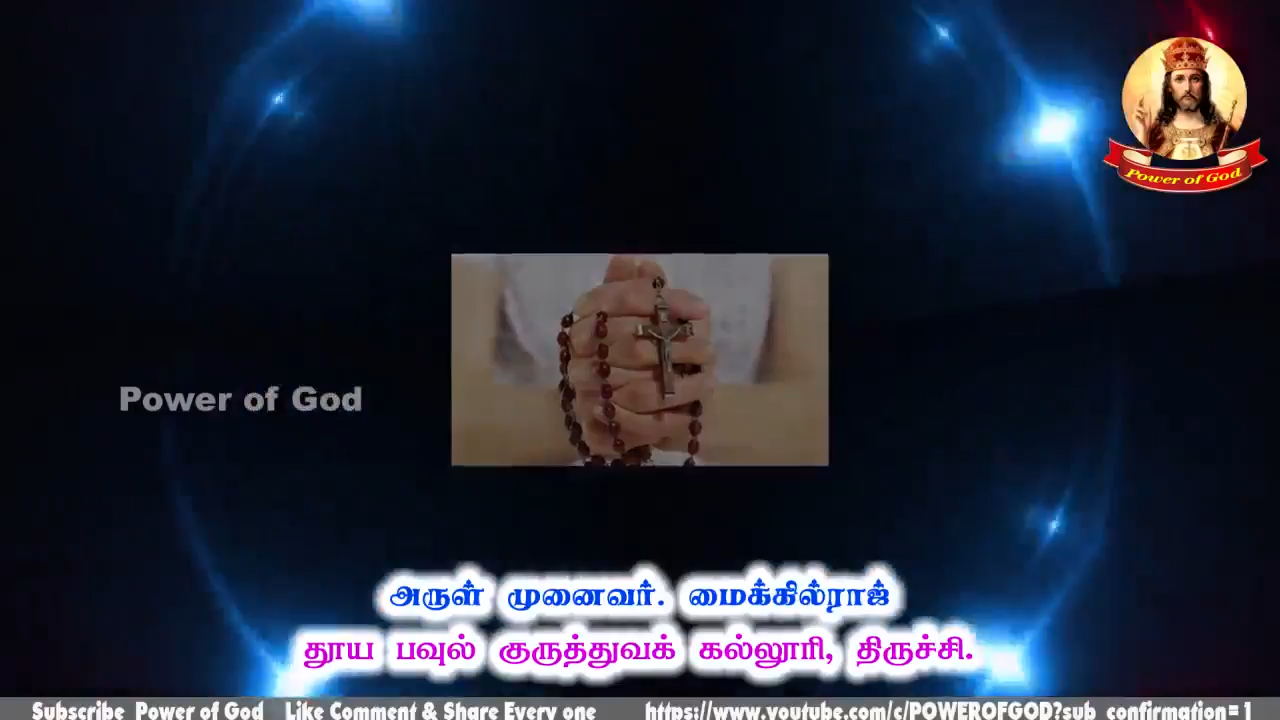 Power of God
Power of God
அருள் முனைவர். மைக்கில்ராஜ்
தூய பவுல் குருத்துவக் கல்லூரி, திருச்சி.
Subscribe Power of God Like Comment & Share Every one https://www.youtube.com/c/POWEROFGOD?sub_confirmation=1